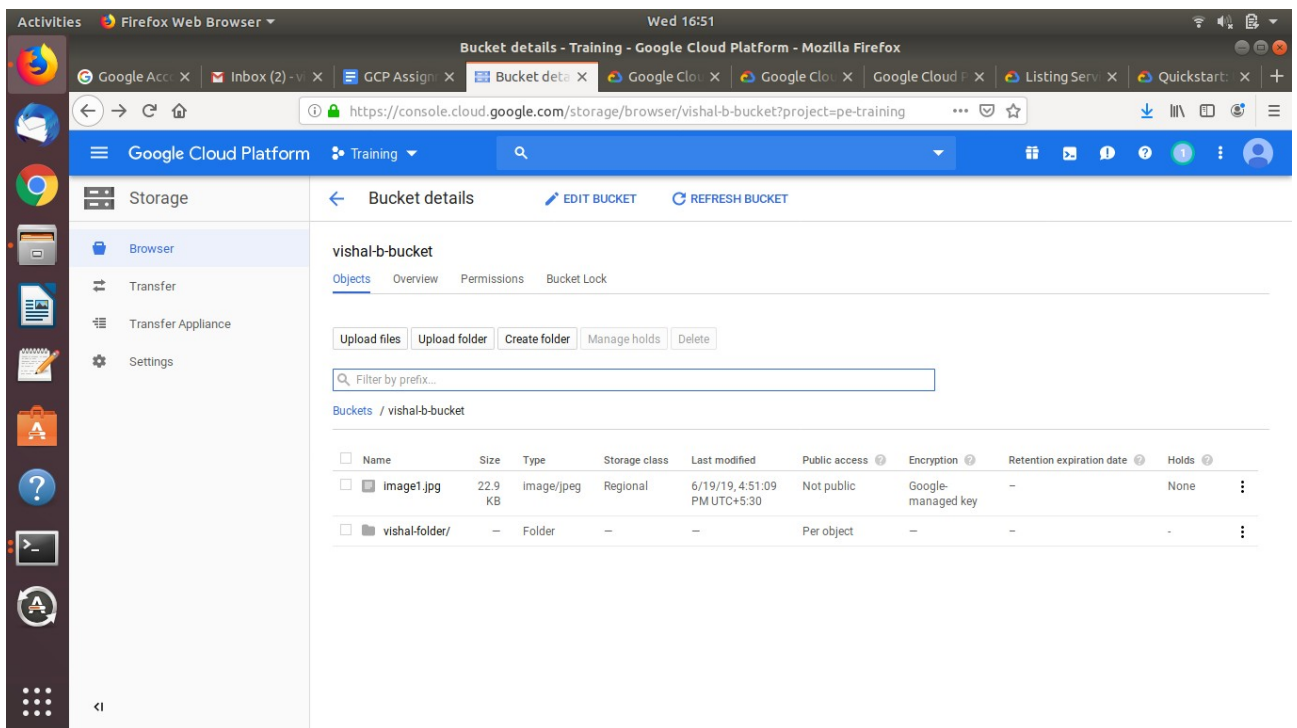 Activities Firefox Web Browser Wed 16:51
Bucket details - Training - Google Cloud Platform - Mozilla Firefox
Google Acc Inbox (2) - vi GCP Assign Bucket deta Google Clou Google Clou Google Cloud P Listing Servi Quickstart:
https://console.cloud.google.com/storage/browser/vishal-b-bucket?project=pe-training
Google Cloud Platform Training 1
Storage Bucket details EDIT BUCKET REFRESH BUCKET
Browser
Transfer
Transfer Appliance
Settings
vishal-b-bucket
Objects Overview Permissions Bucket Lock
Upload files Upload folder Create folder Manage holds Delete
Filter by prefix...
Buckets / vishal-b-bucket
Name Size Type Storage class Last modified Public access Encryption Retention expiration date Holds
image1.jpg 22.9 KB image/jpeg Regional 6/19/19, 4:51:09 PM UTC+5:30 Not public Google-managed key – None
vishal-folder/ — Folder — — Per object — – -